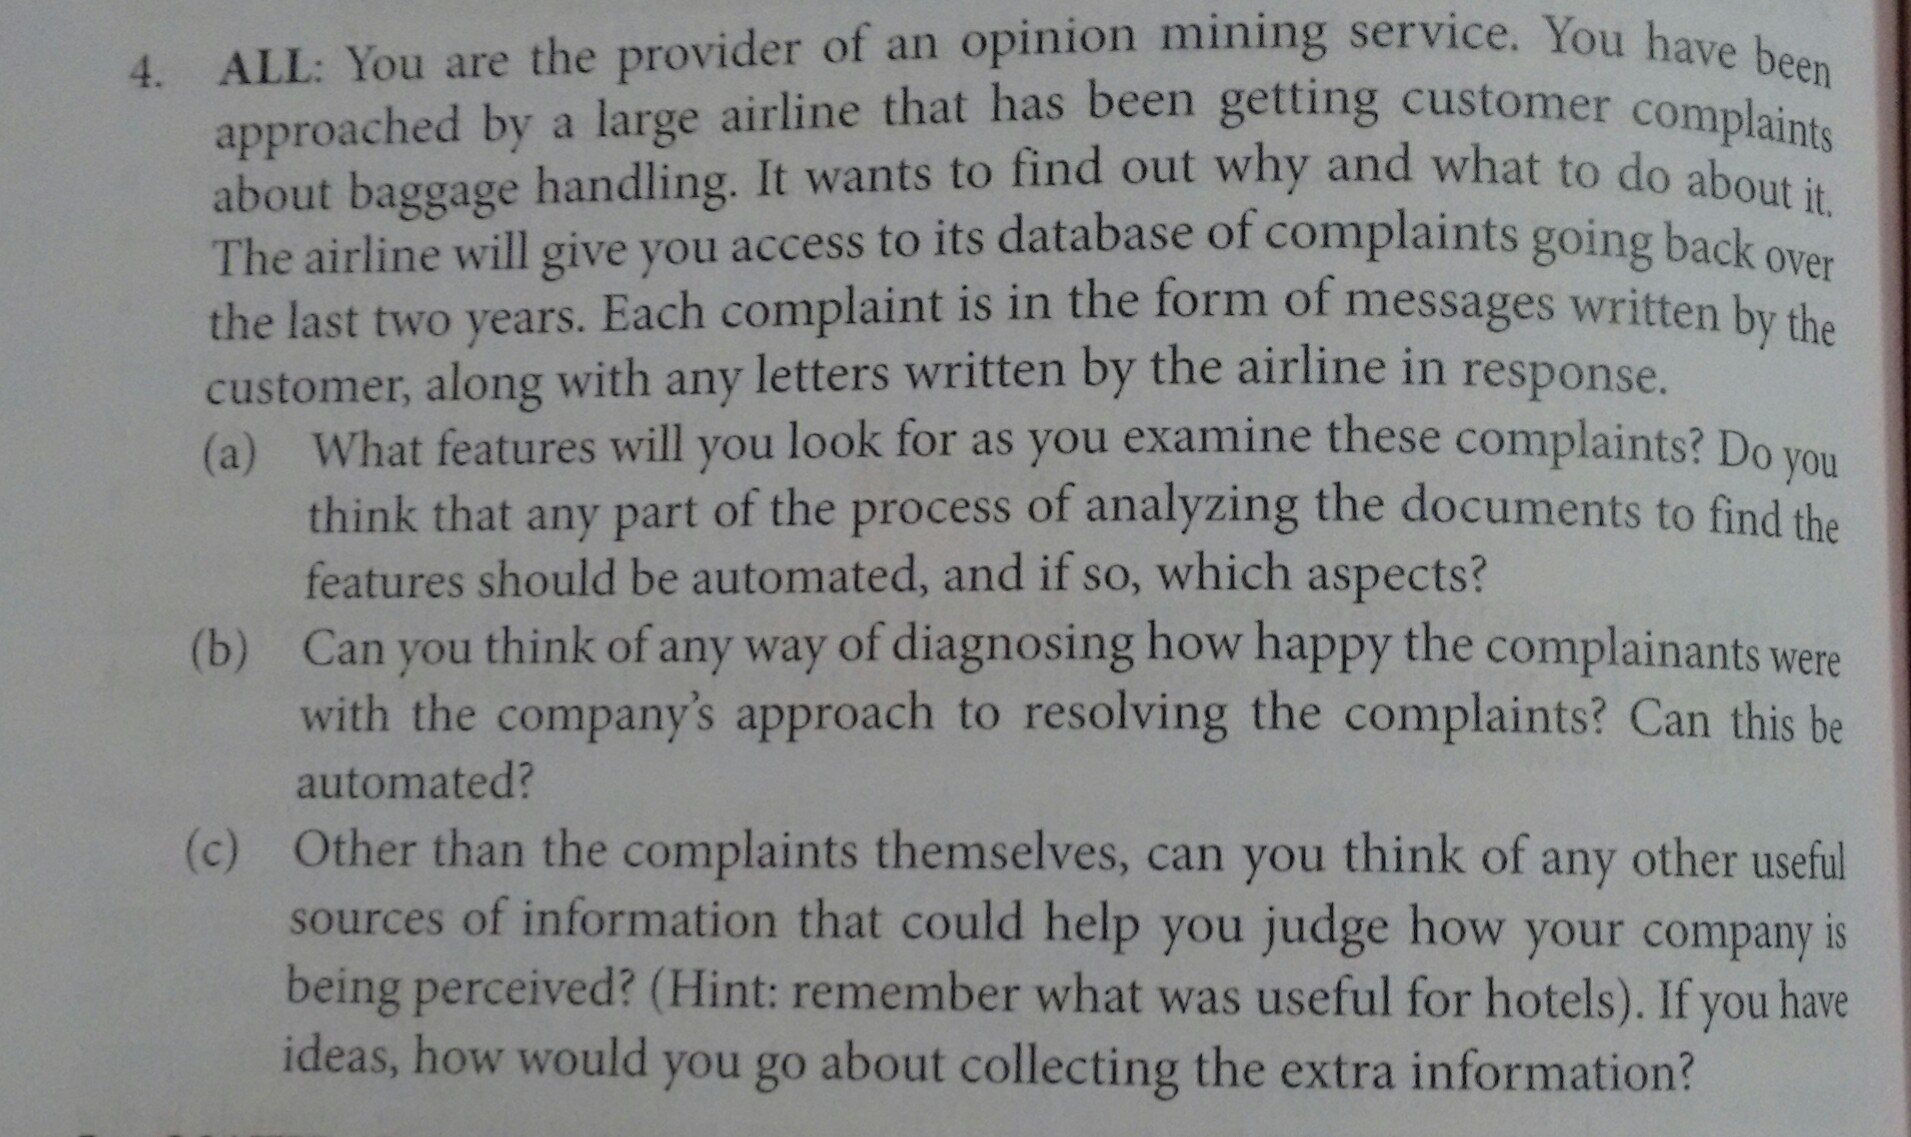 4. ALL: You are the provider of an opinion mining service. You have been
approached by a large airline that has been getting customer complaints
about baggage handling. It wants to find out why and what to do about it.
The airline will give you access to its database of complaints going back over
the last two years. Each complaint is in the form of messages written by the
customer, along with any letters written by the airline in response.
(a) What features will you look for as you examine these complaints? Do you
think that any part of the process of analyzing the documents to find the
features should be automated, and if so, which aspects?
(b) Can you think of any way of diagnosing how happy the complainants were
with the company's approach to resolving the complaints? Can this be
automated?
(c) Other than the complaints themselves, can you think of any other useful
sources of information that could help you judge how your company is
being perceived? (Hint: remember what was useful for hotels). If you have
ideas, how would you go about collecting the extra information?